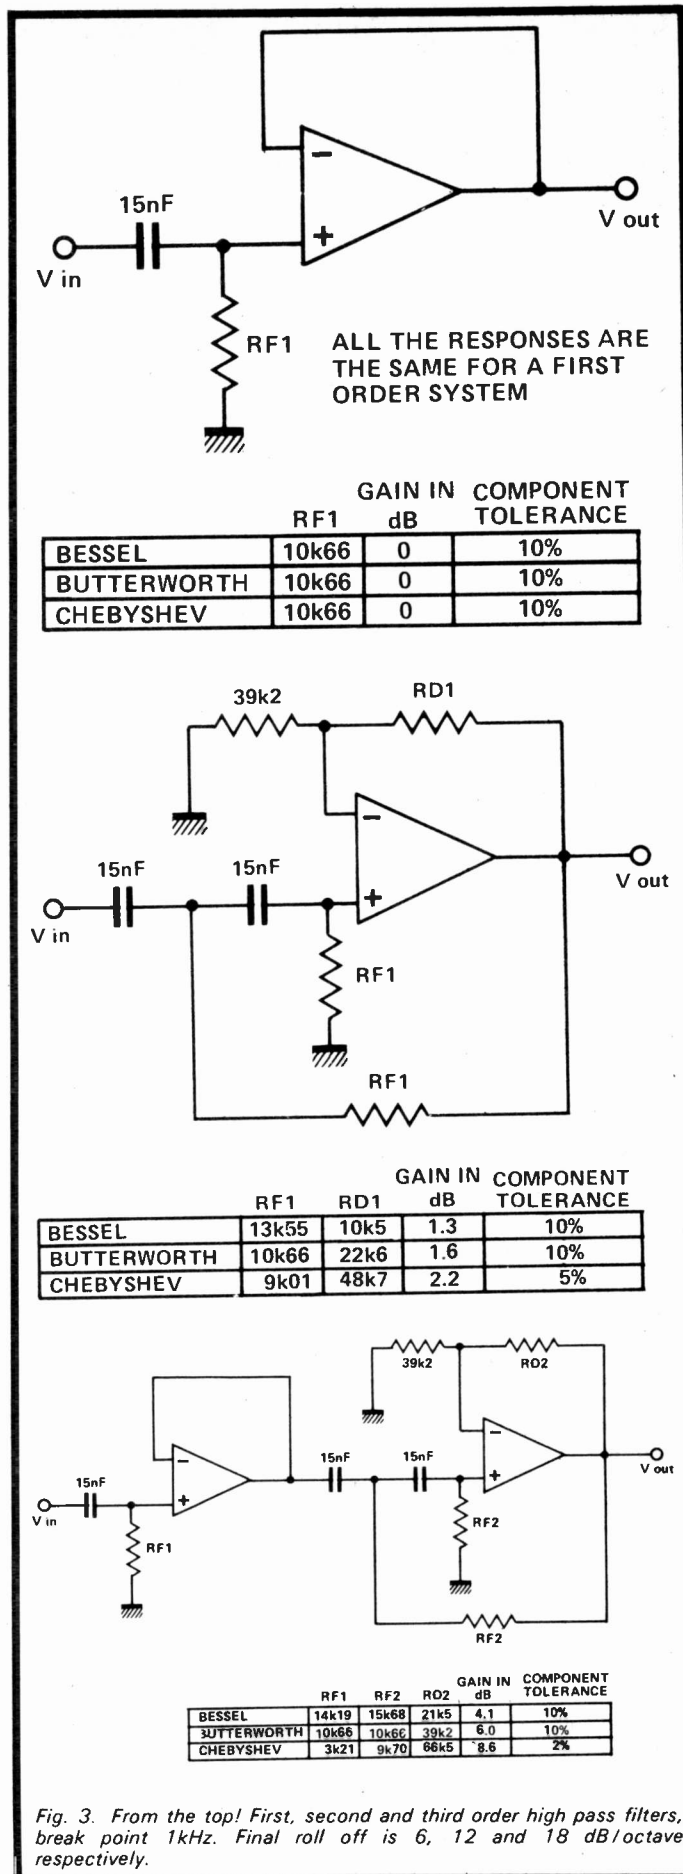 15nF
V in
−
+
V out
RF1
ALL THE RESPONSES ARE
THE SAME FOR A FIRST
ORDER SYSTEM
RF1 GAIN IN dB COMPONENT TOLERANCE
BESSEL 10k66 0 10%
BUTTERWORTH 10k66 0 10%
CHEBYSHEV 10k66 0 10%
39k2 RD1
−
15nF 15nF
+
V in
V out
RF1
RF1
RF1 RD1 GAIN IN dB COMPONENT TOLERANCE
BESSEL 13k55 10k5 1.3 10%
BUTTERWORTH 10k66 22k6 1.6 10%
CHEBYSHEV 9k01 48k7 2.2 5%
39k2 RO2
−
15nF
−
15nF 15nF
+
V out
V in
+
RF1
RF2
RF2
RF1 RF2 RO2 GAIN IN dB COMPONENT TOLERANCE
BESSEL 14k19 15k68 21k5 4.1 10%
BUTTERWORTH 10k66 10k66 39k2 6.0 10%
CHEBYSHEV 3k21 9k70 66k5 8.6 2%
Fig. 3. From the top! First, second and third order high pass filters,
break point 1kHz. Final roll off is 6, 12 and 18 dB/octave
respectively.